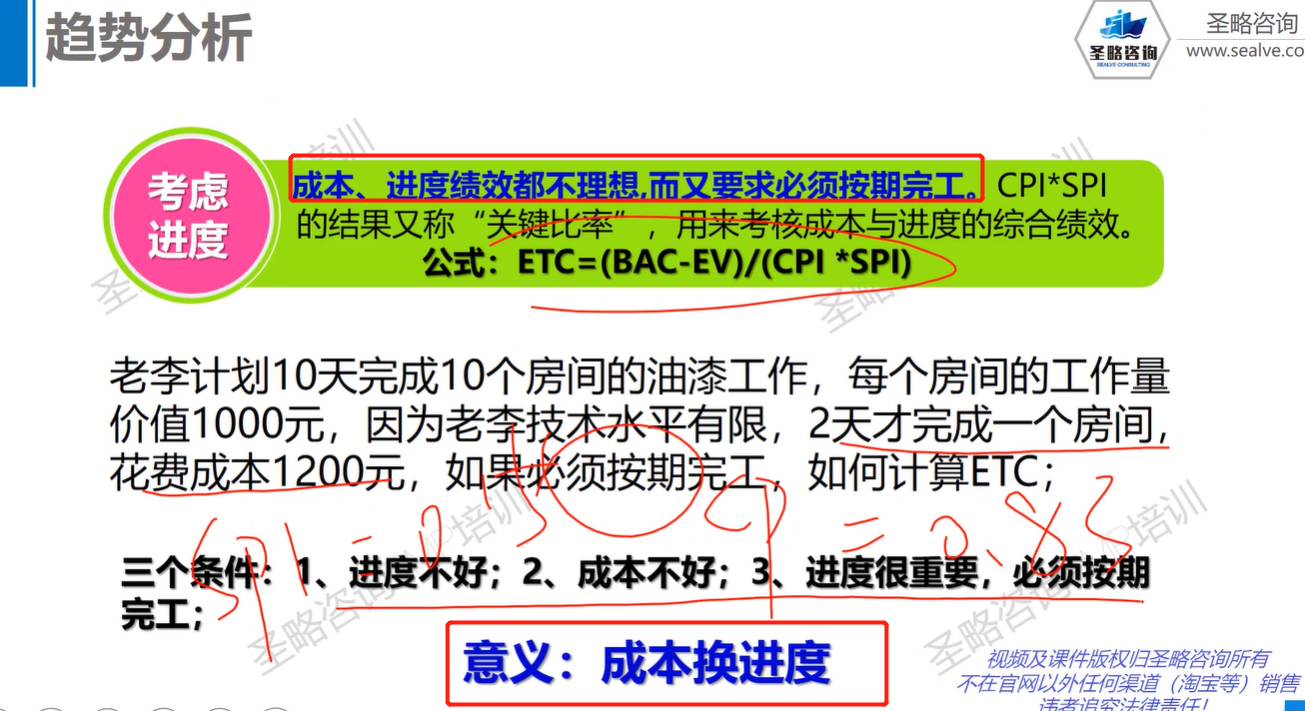 趋势分析
圣略咨询
SEALVE CONSULTING
圣略咨询
www.sealve.co
考虑
进度
成本、进度绩效都不理想,而又要求必须按期完工。CPI*SPI
的结果又称“关键比率”，用来考核成本与进度的综合绩效。
公式：ETC=(BAC-EV)/(CPI *SPI)
老李计划10天完成10个房间的油漆工作，每个房间的工作量
价值1000元，因为老李技术水平有限，2天才完成一个房间，
花费成本1200元，如果必须按期完工，如何计算ETC；
SPI = 0.5
CP = 0.83
三个条件：1、进度不好；2、成本不好；3、进度很重要，必须按期
完工；
意义：成本换进度
视频及课件版权归圣略咨询所有
不在官网以外任何渠道（淘宝等）销售
违者追究法律责任！